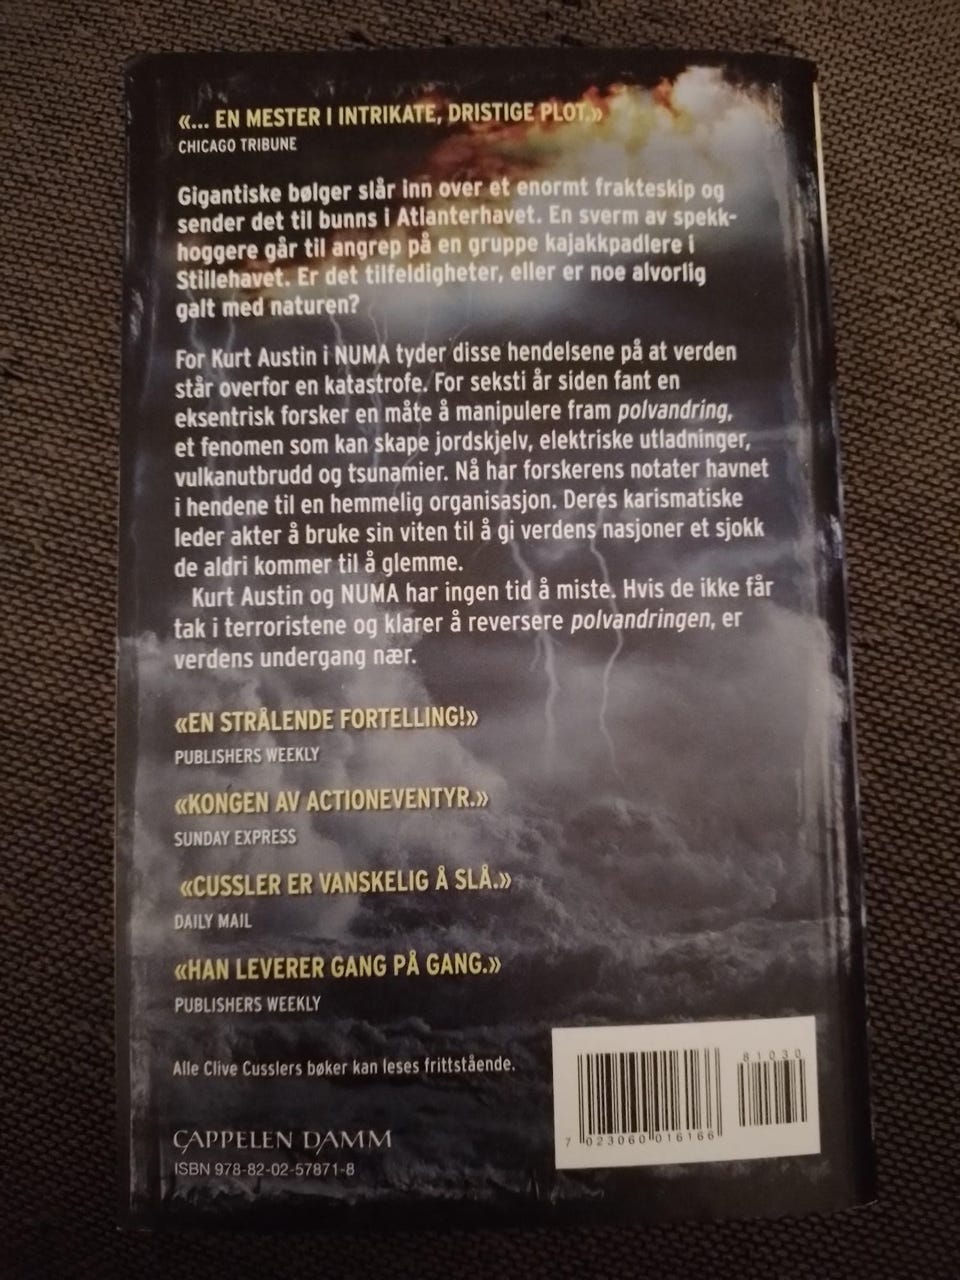 «... EN MESTER I INTRIKATE, DRISTIGE PLOT.»
CHICAGO TRIBUNE
Gigantiske bølger slår inn over et enormt frakteskip og
sender det til bunns i Atlanterhavet. En sverm av spekk-
hoggere går til angrep på en gruppe kajakkpadlere i
Stillehavet. Er det tilfeldigheter, eller er noe alvorlig
galt med naturen?
For Kurt Austin i NUMA tyder disse hendelsene på at verden
står overfor en katastrofe. For seksti år siden fant en
eksentrisk forsker en måte å manipulere fram polvandring,
et fenomen som kan skape jordskjelv, elektriske utladninger,
vulkanutbrudd og tsunamier. Nå har forskerens notater havnet
i hendene til en hemmelig organisasjon. Deres karismatiske
leder akter å bruke sin viten til å gi verdens nasjoner et sjokk
de aldri kommer til å glemme.
Kurt Austin og NUMA har ingen tid å miste. Hvis de ikke får
tak i terroristene og klarer å reversere polvandringen, er
verdens undergang nær.
«EN STRÅLENDE FORTELLING!»
PUBLISHERS WEEKLY
«KONGEN AV ACTIONEVENTYR.»
SUNDAY EXPRESS
«CUSSLER ER VANSKELIG Å SLÅ.»
DAILY MAIL
«HAN LEVERER GANG PÅ GANG.»
PUBLISHERS WEEKLY
Alle Clive Cusslers bøker kan leses frittstående.
CAPPELEN DAMM
ISBN 978-82-02-57871-8
81030
7 023060 016166